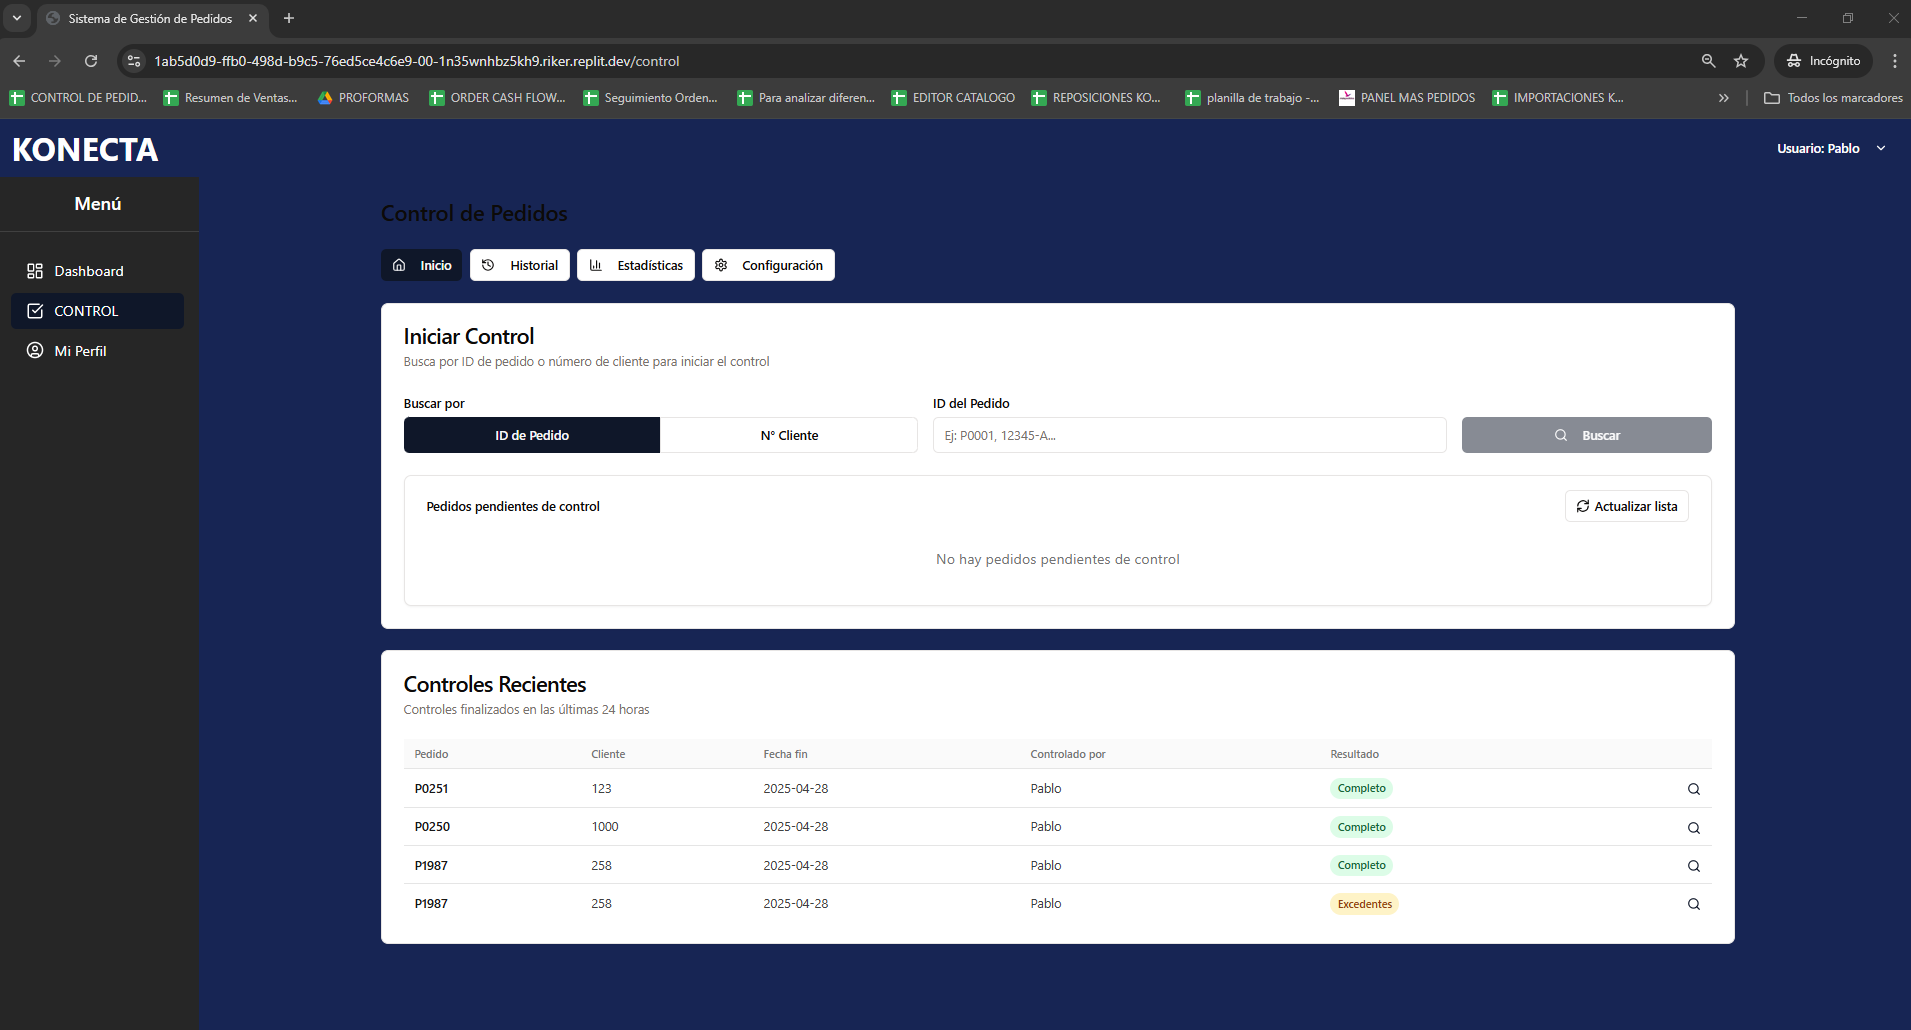 Sistema de Gestión de Pedidos
1ab5d0d9-ffb0-498d-b9c5-76ed5ce4c6e9-00-1n35wnhbz5kh9.riker.replit.dev/control
Incógnito
CONTROL DE PEDID... Resumen de Ventas... PROFORMAS ORDER CASH FLOW... Seguimiento Orden... Para analizar diferen... EDITOR CATALOGO REPOSICIONES KO... planilla de trabajo -... PANEL MAS PEDIDOS IMPORTACIONES K... Todos los marcadores
KONECTA
Usuario: Pablo
Menú
Dashboard
CONTROL
Mi Perfil
Control de Pedidos
Inicio Historial Estadísticas Configuración
Iniciar Control
Busca por ID de pedido o número de cliente para iniciar el control
Buscar por ID del Pedido
ID de Pedido N° Cliente Ej: P0001, 12345-A... Buscar
Pedidos pendientes de control Actualizar lista
No hay pedidos pendientes de control
Controles Recientes
Controles finalizados en las últimas 24 horas
Pedido Cliente Fecha fin Controlado por Resultado
P0251 123 2025-04-28 Pablo Completo
P0250 1000 2025-04-28 Pablo Completo
P1987 258 2025-04-28 Pablo Completo
P1987 258 2025-04-28 Pablo Excedentes